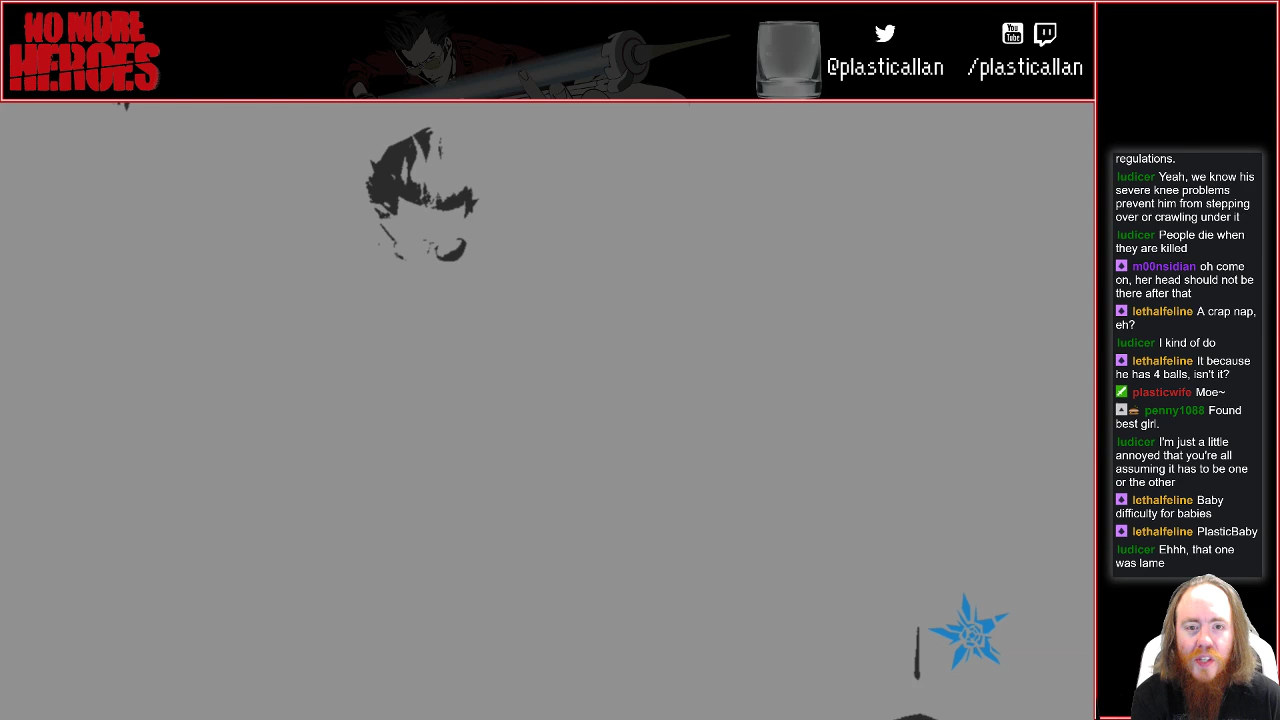 NO MORE
HEROES
@plasticallan
You
Tube
/plasticallan
regulations.
ludicer Yeah, we know his
severe knee problems
prevent him from stepping
over or crawling under it
ludicer People die when
they are killed
m00nsidian oh come
on, her head should not be
there after that
lethalfeline A crap nap,
eh?
ludicer I kind of do
lethalfeline It because
he has 4 balls, isn't it?
plasticwife Moe~
penny1088 Found
best girl.
ludicer I'm just a little
annoyed that you're all
assuming it has to be one
or the other
lethalfeline Baby
difficulty for babies
lethalfeline PlasticBaby
ludicer Ehhh, that one
was lame